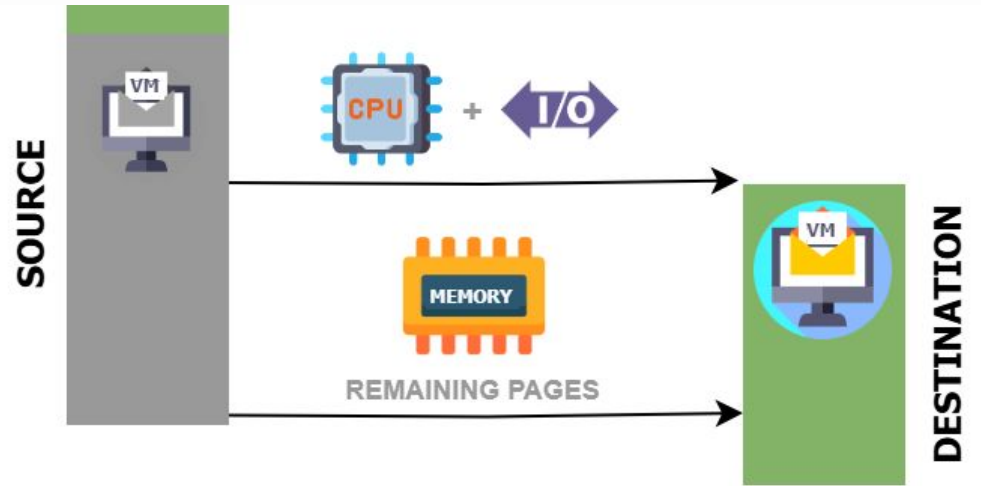 SOURCE
VM
CPU
+
I/O
MEMORY
REMAINING PAGES
VM
DESTINATION